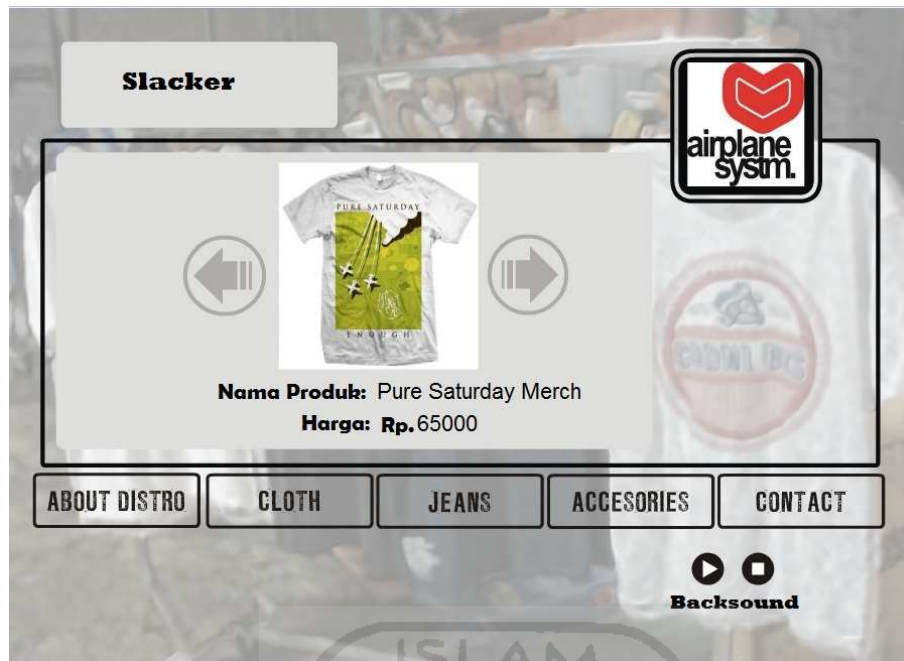 Slacker
airplane
systm.
PURE SATURDAY
ENOUGH
Nama Produk: Pure Saturday Merch
Harga: Rp.65000
ABOUT DISTRO
CLOTH
JEANS
ACCESORIES
CONTACT
Backsound
ISLAM